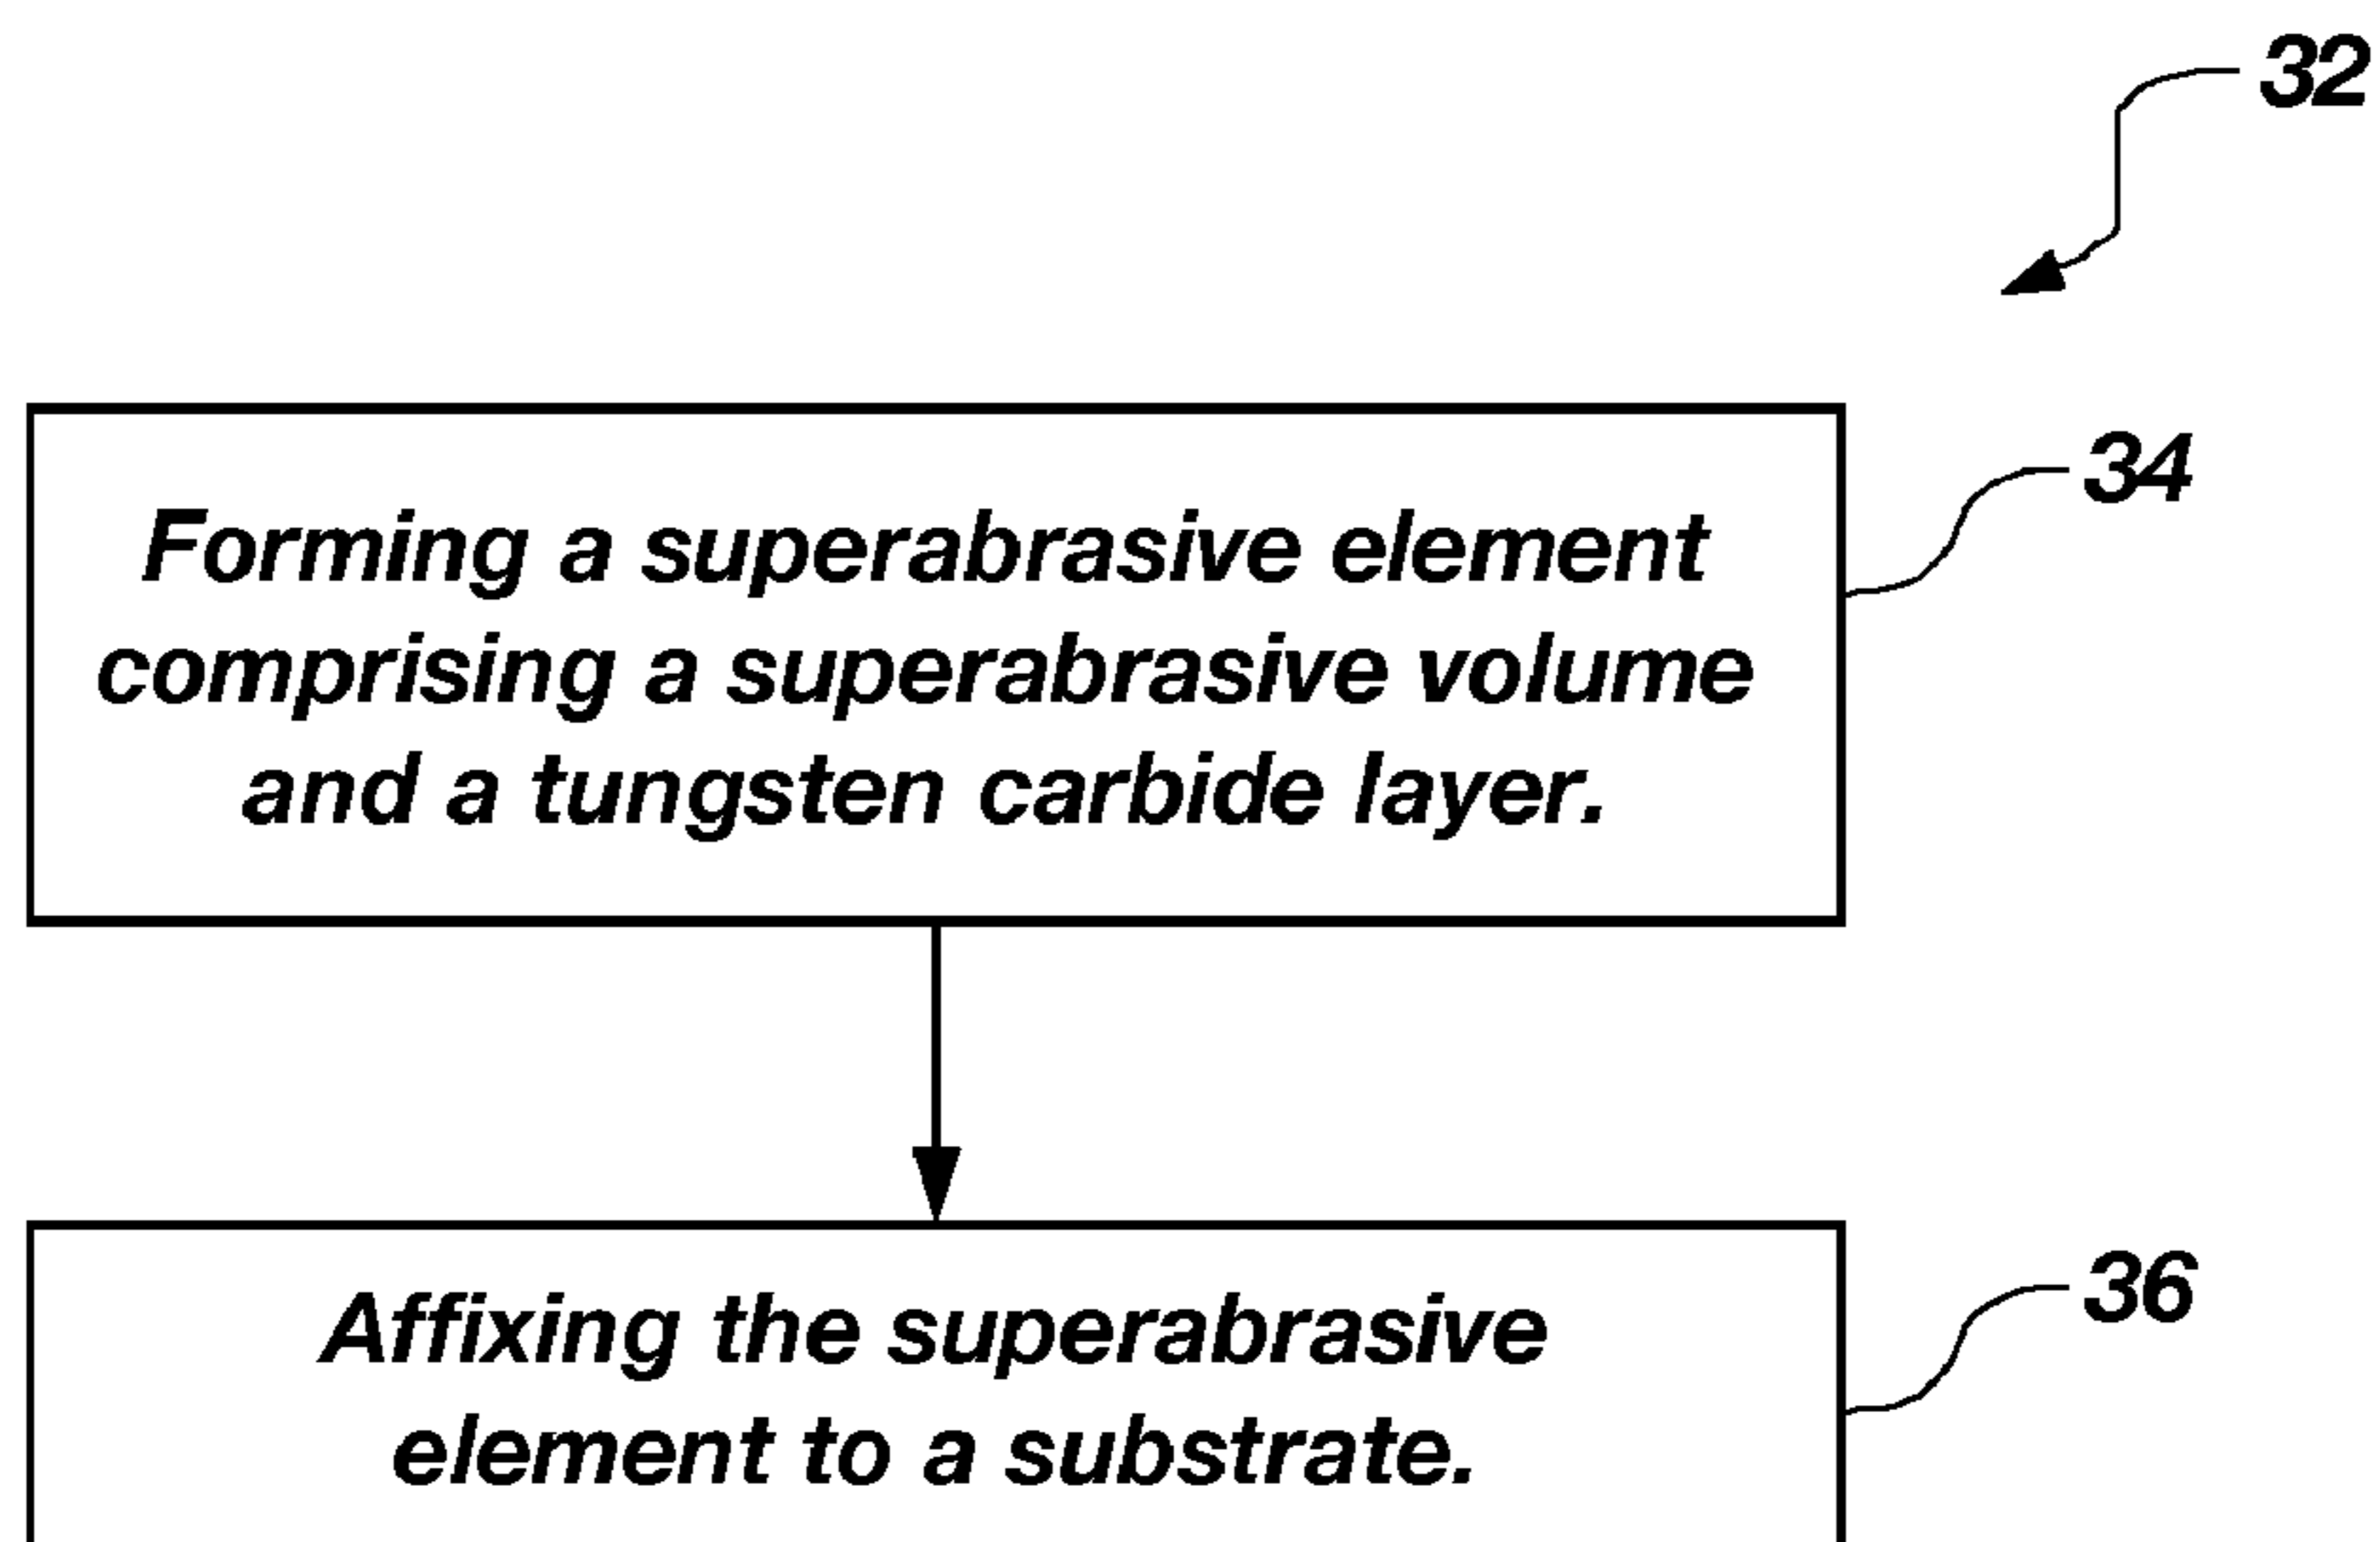 32
34
Forming a superabrasive element
comprising a superabrasive volume
and a tungsten carbide layer.
36
Affixing the superabrasive
element to a substrate.